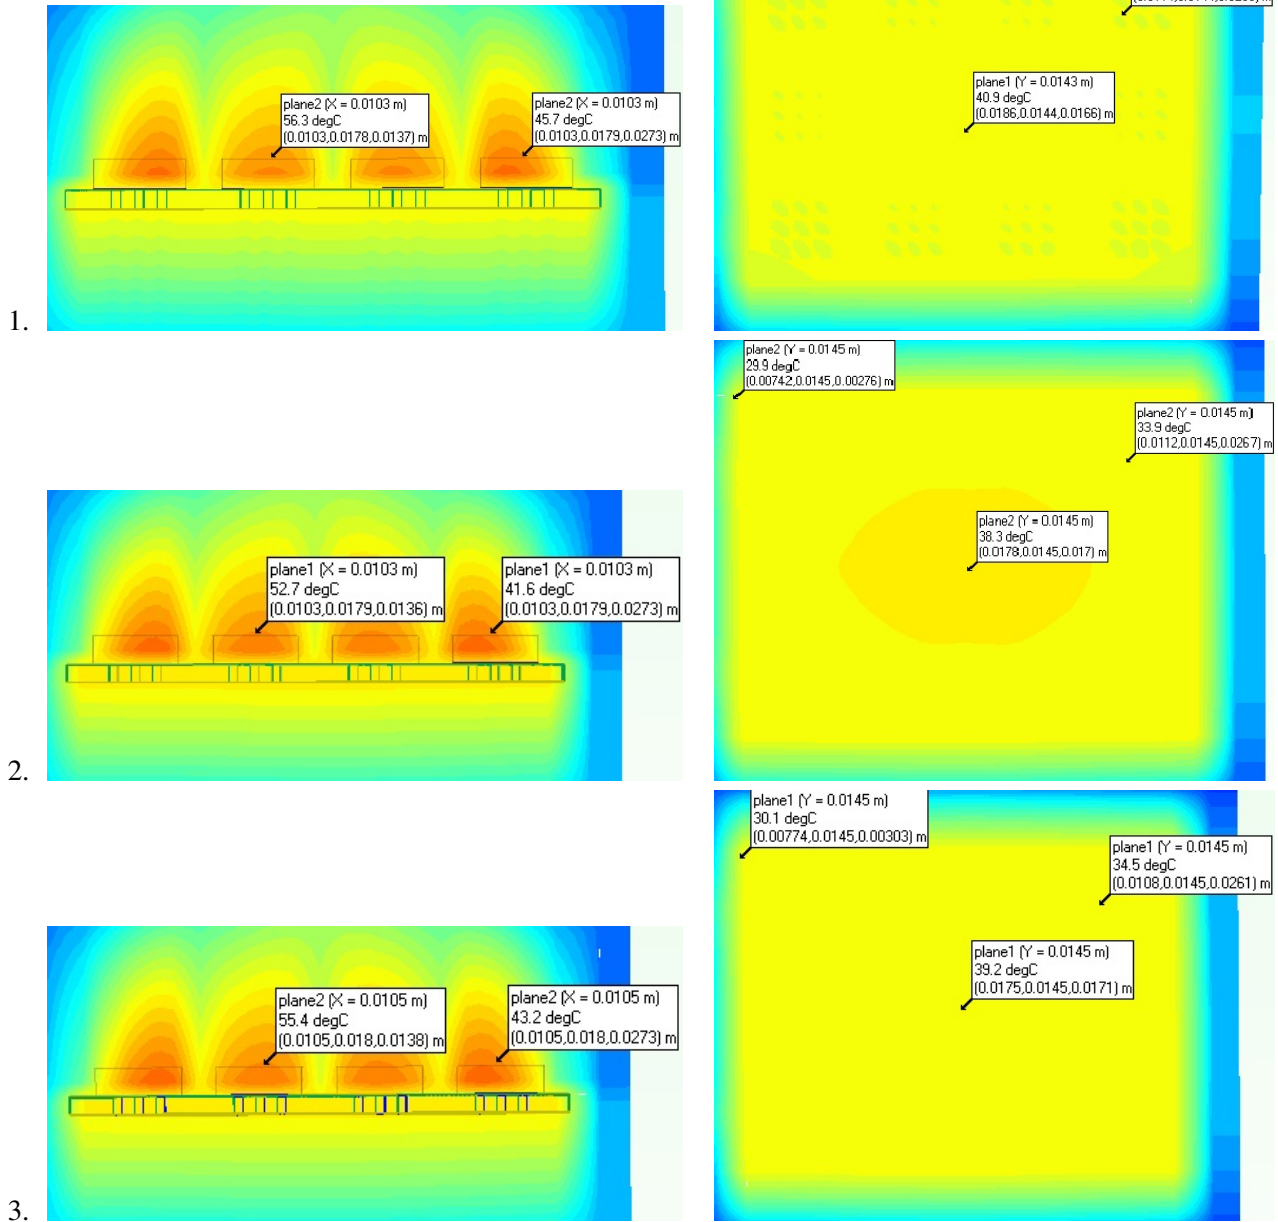 plane2 (X = 0.0103 m)
56.3 degC
(0.0103,0.0178,0.0137) m
plane2 (X = 0.0103 m)
45.7 degC
(0.0103,0.0179,0.0273) m
plane1 (Y = 0.0143 m)
40.9 degC
(0.0186,0.0144,0.0166) m
1.
plane1 (X = 0.0103 m)
52.7 degC
(0.0103,0.0179,0.0136) m
plane1 (X = 0.0103 m)
41.6 degC
(0.0103,0.0179,0.0273) m
plane2 (Y = 0.0145 m)
29.9 degC
(0.00742,0.0145,0.00276) m
plane2 (Y = 0.0145 m)
33.9 degC
(0.0112,0.0145,0.0267) m
plane2 (Y = 0.0145 m)
38.3 degC
(0.0178,0.0145,0.017) m
2.
plane2 (X = 0.0105 m)
55.4 degC
(0.0105,0.018,0.0138) m
plane2 (X = 0.0105 m)
43.2 degC
(0.0105,0.018,0.0273) m
plane1 (Y = 0.0145 m)
30.1 degC
(0.00774,0.0145,0.00303) m
plane1 (Y = 0.0145 m)
34.5 degC
(0.0108,0.0145,0.0261) m
plane1 (Y = 0.0145 m)
39.2 degC
(0.0175,0.0145,0.0171) m
3.